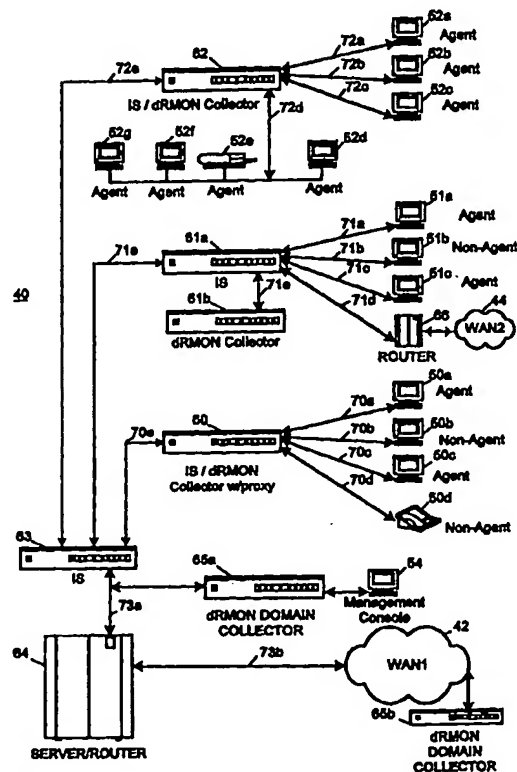 52a
72a
Agent
62
52b
72b
Agent
72e
72c
52c
IS / dRMON Collector
72d
Agent
52g
52f
52e
52d
Agent
Agent
Agent
Agent
51a
71a
Agent
61a
71b
51b
Non-Agent
71e
71c
51c
IS
71e
71d
Agent
40
61b
66
44
WAN2
dRMON Collector
ROUTER
50a
70a
Agent
60
50b
70b
Non-Agent
70e
70c
50c
IS / dRMON
Collector w/proxy
70d
Agent
50d
63
Non-Agent
IS
65a
54
73a
dRMON DOMAIN
COLLECTOR
Management
Console
42
64
WAN1
73b
65b
SERVER/ROUTER
dRMON
DOMAIN
COLLECTOR